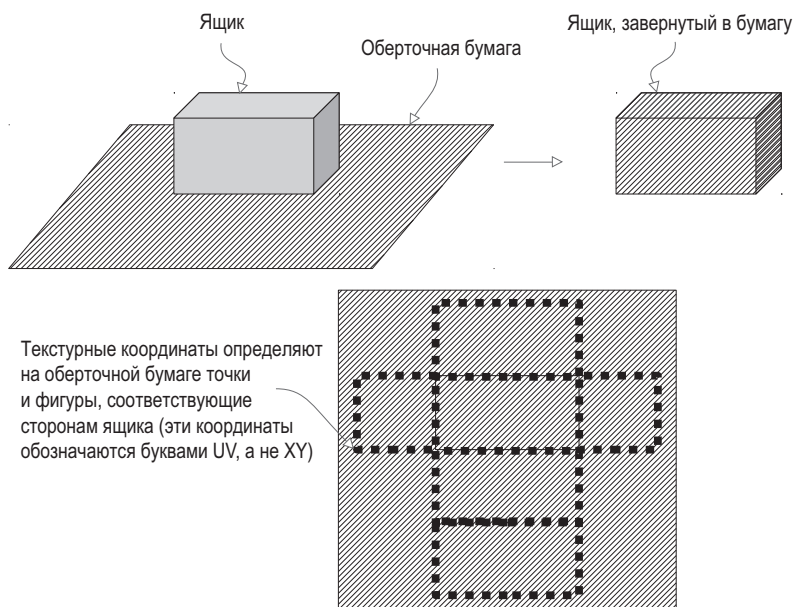 Ящик
Оберточная бумага
Ящик, завернутый в бумагу
Текстурные координаты определяют
на оберточной бумаге точки
и фигуры, соответствующие
сторонам ящика (эти координаты
обозначаются буквами UV, а не XY)